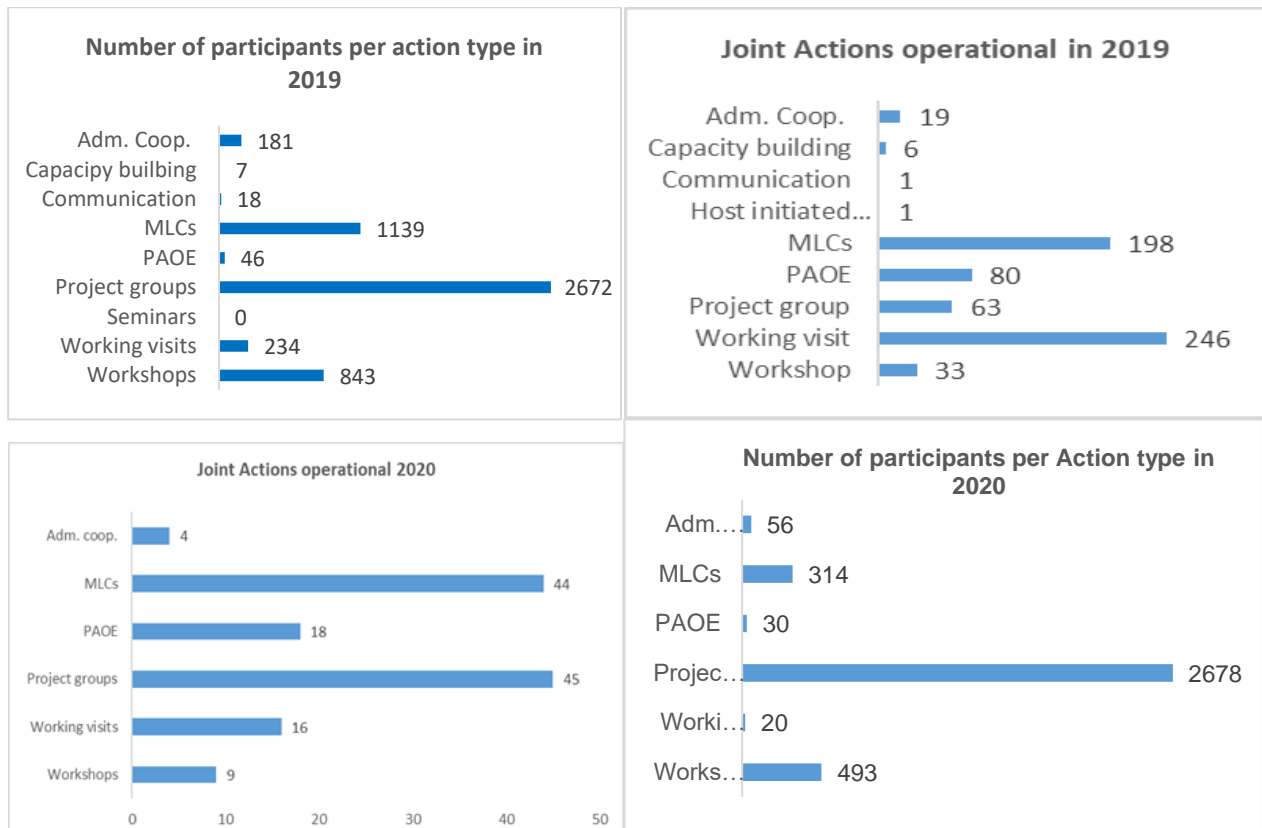 Number of participants per action type in
2019
Adm. Coop. 181
Capacipy builbing 7
Communication 18
MLCs 1139
PAOE 46
Project groups 2672
Seminars 0
Working visits 234
Workshops 843
Joint Actions operational in 2019
Adm. Coop. 19
Capacity building 6
Communication 1
Host initiated... 1
MLCs 198
PAOE 80
Project group 63
Working visit 246
Workshop 33
Joint Actions operational 2020
Adm. coop. 4
MLCs 44
PAOE 18
Project groups 45
Working visits 16
Workshops 9
0 10 20 30 40 50
Number of participants per Action type in
2020
Adm.… 56
MLCs 314
PAOE 30
Projec… 2678
Worki… 20
Works… 493